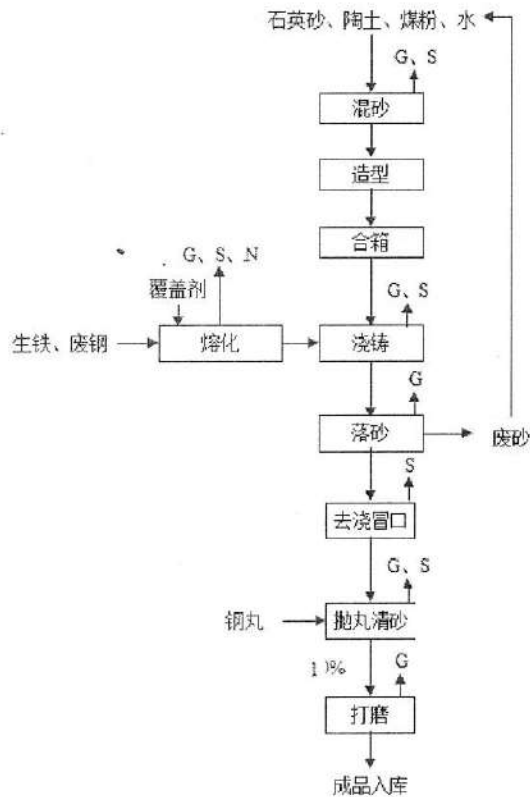 石英砂、陶土、煤粉、水
G、S
混砂
造型
合箱
G、S、N
覆盖剂
G、S
生铁、废钢
熔化
浇铸
G
落砂
废砂
S
去浇冒口
G、S
钢丸
抛丸清砂
G
打磨
成品入库